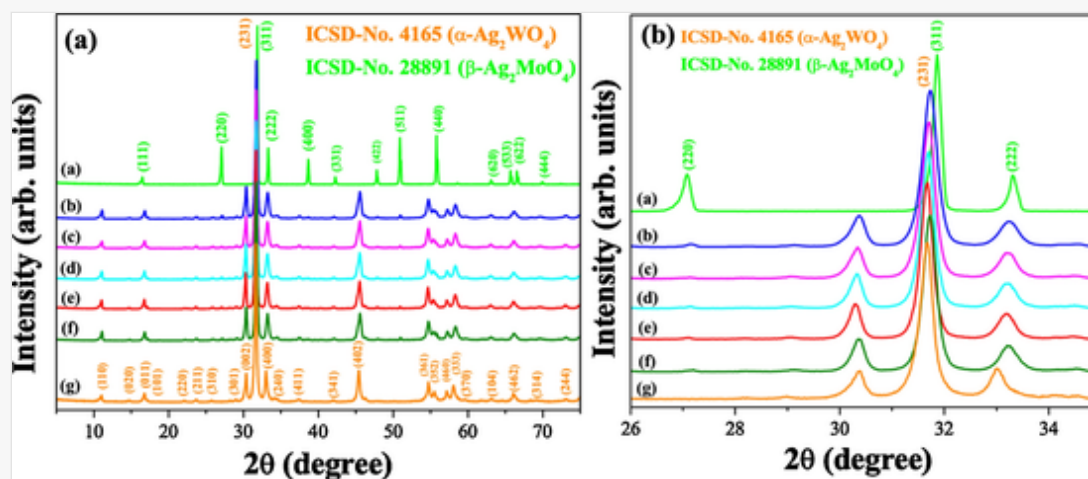 (a)
ICSD-No. 4165 (α-Ag₂WO₄)
ICSD-No. 28891 (β-Ag₂MoO₄)
(231)
(311)
(111)
(220)
(222)
(400)
(331)
(422)
(511)
(440)
(620)
(533)
(622)
(444)
(a)
(b)
(c)
(d)
(e)
(f)
(g)
(110)
(020)
(011)
(101)
(220)
(211)
(310)
(301)
(002)
(400)
(240)
(411)
(341)
(402)
(361)
(352)
(333)
(370)
(104)
(462)
(314)
(244)
Intensity (arb. units)
10 20 30 40 50 60 70
2θ (degree)
(b)
ICSD-No. 4165 (α-Ag₂WO₄)
ICSD-No. 28891 (β-Ag₂MoO₄)
(220)
(231)
(311)
(222)
(a)
(b)
(c)
(d)
(e)
(f)
(g)
Intensity (arb. units)
26 28 30 32 34
2θ (degree)